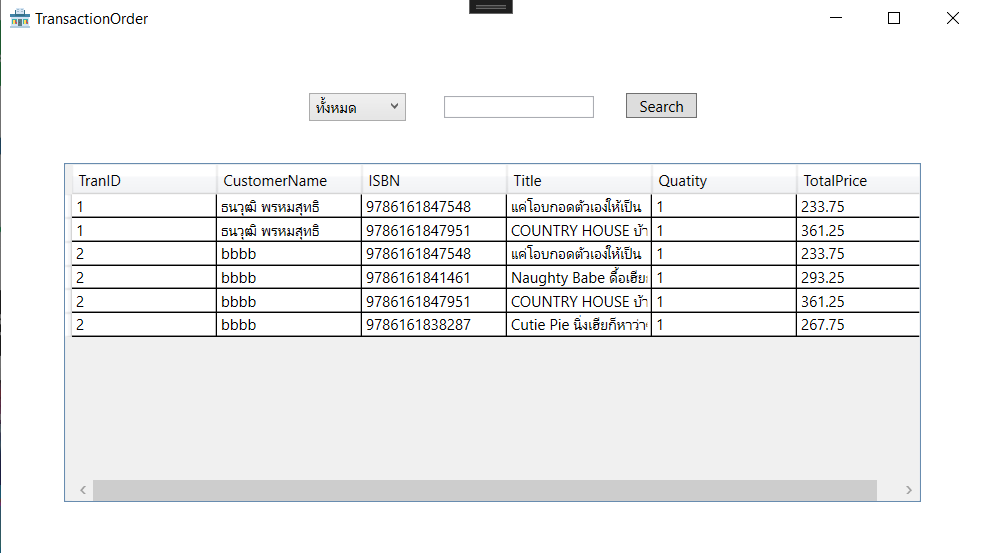 TransactionOrder
ทั้งหมด Search
TranID CustomerName ISBN Title Quatity TotalPrice
1 ธนวุฒิ พรหมสุทธิ 9786161847548 แค่โอบกอดตัวเองให้เป็น 1 233.75
1 ธนวุฒิ พรหมสุทธิ 9786161847951 COUNTRY HOUSE บ้า 1 361.25
2 bbbb 9786161847548 แค่โอบกอดตัวเองให้เป็น 1 233.75
2 bbbb 9786161841461 Naughty Babe ดื้อเฮีย 1 293.25
2 bbbb 9786161847951 COUNTRY HOUSE บ้า 1 361.25
2 bbbb 9786161838287 Cutie Pie นิ่งเฮียก็หาว่า 1 267.75